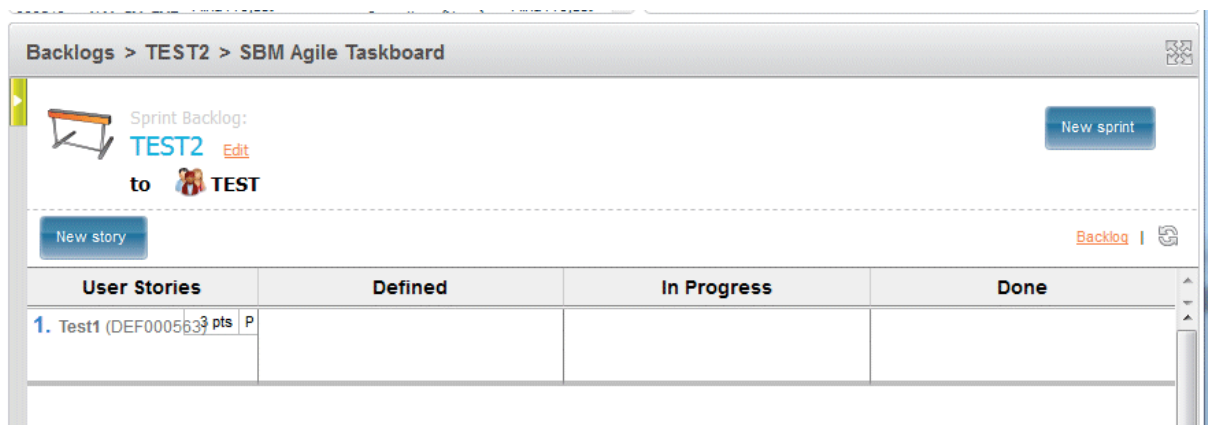 Backlogs > TEST2 > SBM Agile Taskboard
Sprint Backlog:
TEST2 Edit
New sprint
to TEST
New story
Backlog |
User Stories Defined In Progress Done
1. Test1 (DEF000563) 3 pts P